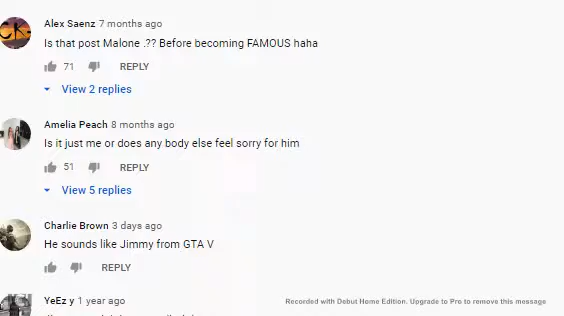 Alex Saenz 7 months ago
Is that post Malone .?? Before becoming FAMOUS haha
71 REPLY
View 2 replies
Amelia Peach 8 months ago
Is it just me or does any body else feel sorry for him
51 REPLY
View 5 replies
Charlie Brown 3 days ago
He sounds like Jimmy from GTA V
REPLY
YeEz y 1 year ago
Recorded with Debut Home Edition. Upgrade to Pro to remove this message